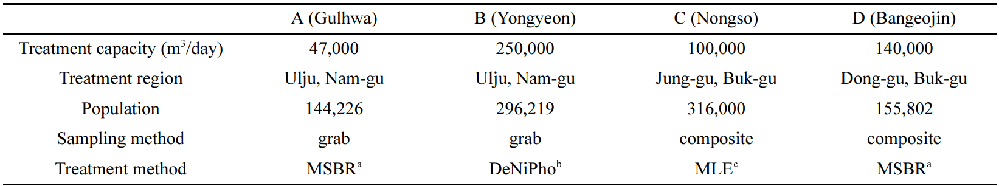 A (Gulhwa) B (Yongyeon) C (Nongso) D (Bangeojin)
Treatment capacity (m³/day) 47,000 250,000 100,000 140,000
Treatment region Ulju, Nam-gu Ulju, Nam-gu Jung-gu, Buk-gu Dong-gu, Buk-gu
Population 144,226 296,219 316,000 155,802
Sampling method grab grab composite composite
Treatment method MSBRᵃ DeNiPhoᵇ MLEᶜ MSBRᵃ